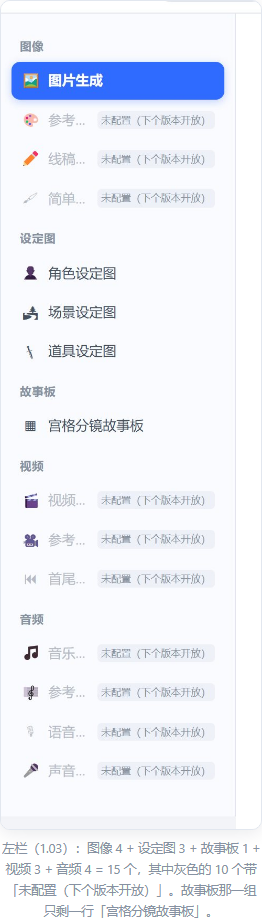 图像
图片生成
参考... 未配置（下个版本开放）
线稿... 未配置（下个版本开放）
简单... 未配置（下个版本开放）
设定图
角色设定图
场景设定图
道具设定图
故事板
宫格分镜故事板
视频
视频... 未配置（下个版本开放）
参考... 未配置（下个版本开放）
首尾... 未配置（下个版本开放）
音频
音乐... 未配置（下个版本开放）
参考... 未配置（下个版本开放）
语音... 未配置（下个版本开放）
声音... 未配置（下个版本开放）
左栏（1.03）：图像 4 + 设定图 3 + 故事板 1 +
视频 3 + 音频 4 = 15 个，其中灰色的 10 个带
「未配置（下个版本开放）」。故事板那一组
只剩一行「宫格分镜故事板」。